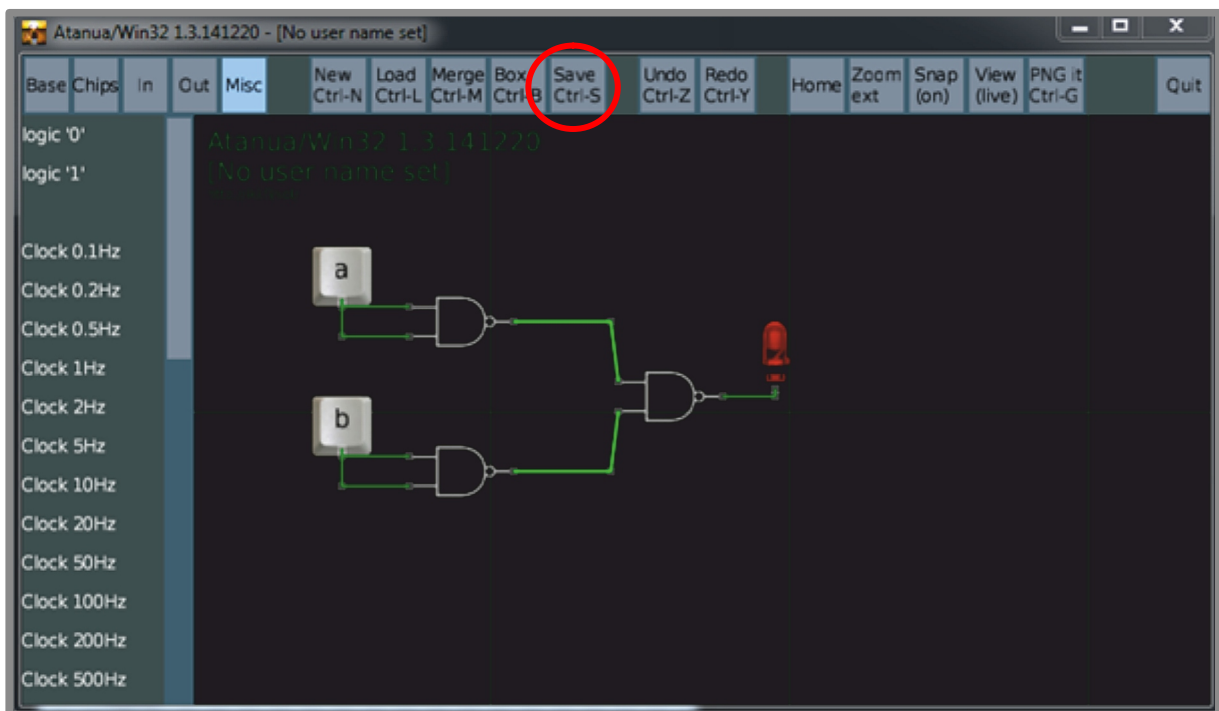 Atanua/Win32 1.3.141220 - [No user name set]
Base Chips In Out Misc New Ctrl-N Load Ctrl-L Merge Ctrl-M Box Ctrl-B Save Ctrl-S Undo Ctrl-Z Redo Ctrl-Y Home Zoom ext Snap (on) View (live) PNG it Ctrl-G Quit
logic '0'
Atanua/Win32 1.3.141220
logic '1'
[No user name set]
Clock 0.1Hz
a
Clock 0.2Hz
Clock 0.5Hz
Clock 1Hz
Clock 2Hz
b
Clock 5Hz
Clock 10Hz
Clock 20Hz
Clock 50Hz
Clock 100Hz
Clock 200Hz
Clock 500Hz